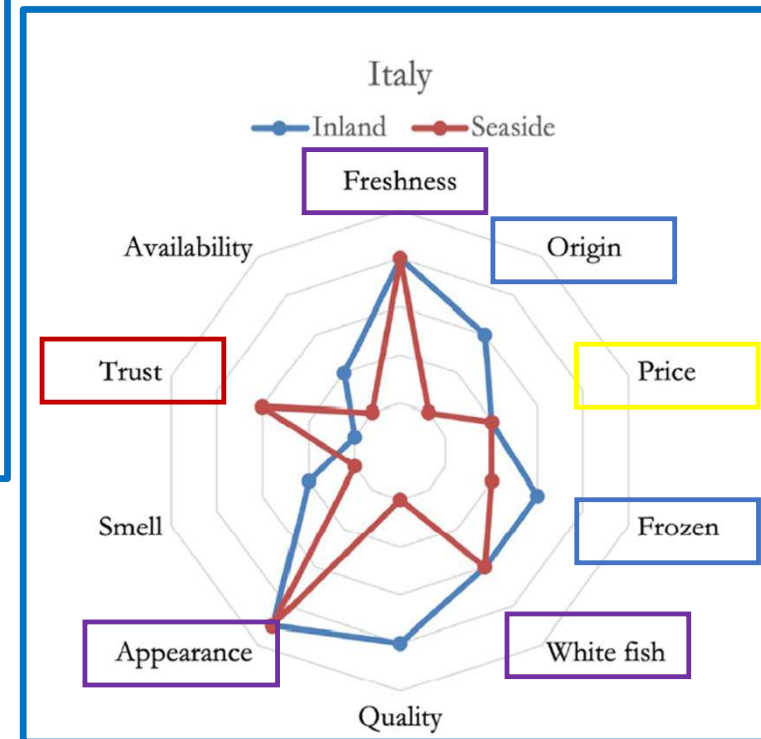 Italy
Inland Seaside
Freshness
Availability Origin
Trust Price
Smell Frozen
Appearance White fish
Quality